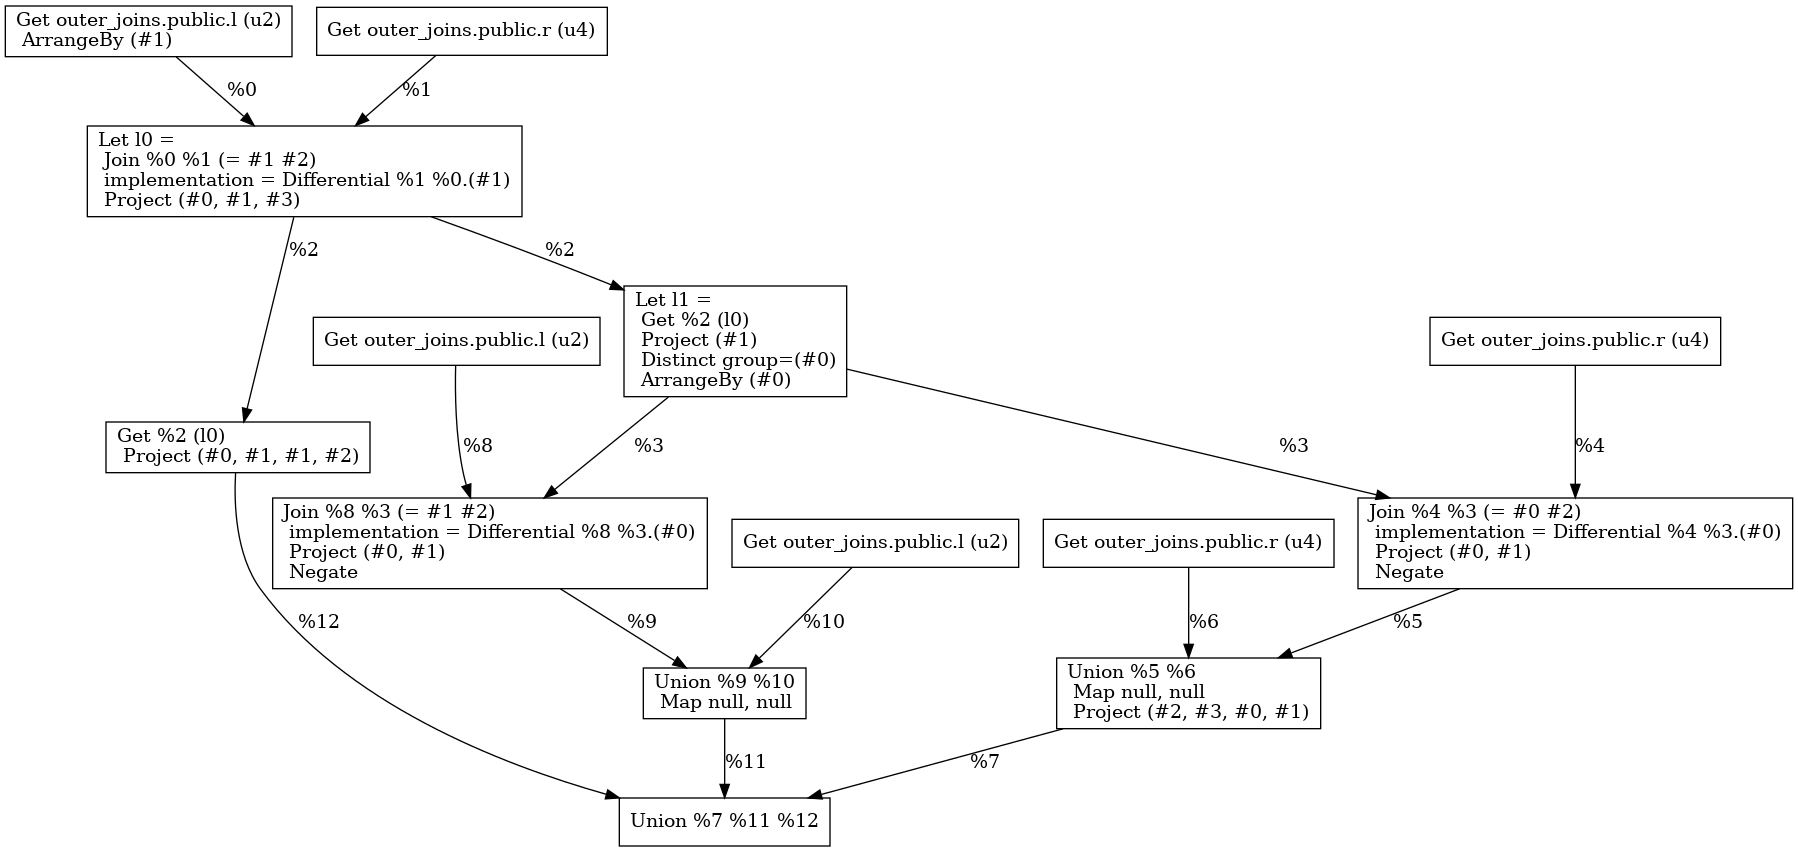 Get outer_joins.public.l (u2)
ArrangeBy (#1)
Get outer_joins.public.r (u4)
%0
%1
Let l0 =
Join %0 %1 (= #1 #2)
implementation = Differential %1 %0.(#1)
Project (#0, #1, #3)
%2
%2
Let l1 =
Get %2 (l0)
Project (#1)
Distinct group=(#0)
ArrangeBy (#0)
Get outer_joins.public.l (u2)
Get outer_joins.public.r (u4)
Get %2 (l0)
Project (#0, #1, #1, #2)
%8
%3
%3
%4
Join %8 %3 (= #1 #2)
implementation = Differential %8 %3.(#0)
Project (#0, #1)
Negate
Get outer_joins.public.l (u2)
Get outer_joins.public.r (u4)
Join %4 %3 (= #0 #2)
implementation = Differential %4 %3.(#0)
Project (#0, #1)
Negate
%12
%9
%10
%6
%5
Union %9 %10
Map null, null
Union %5 %6
Map null, null
Project (#2, #3, #0, #1)
%11
%7
Union %7 %11 %12